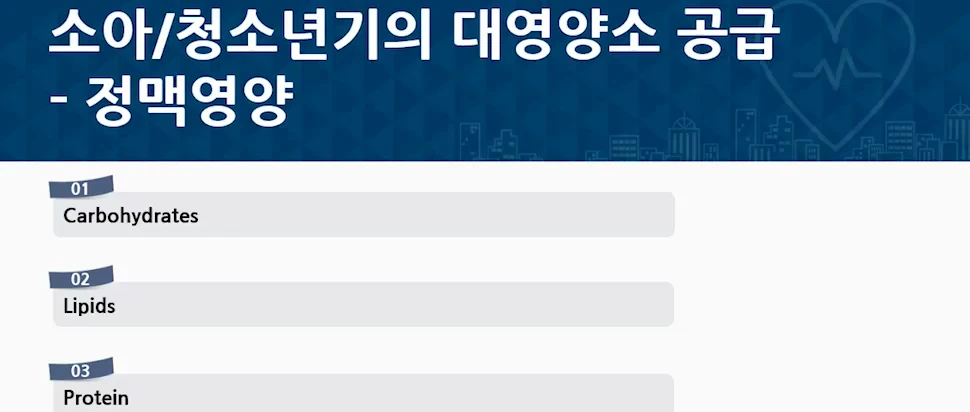 소아/청소년기의 대영양소 공급
- 정맥영양
01
Carbohydrates
02
Lipids
03
Protein